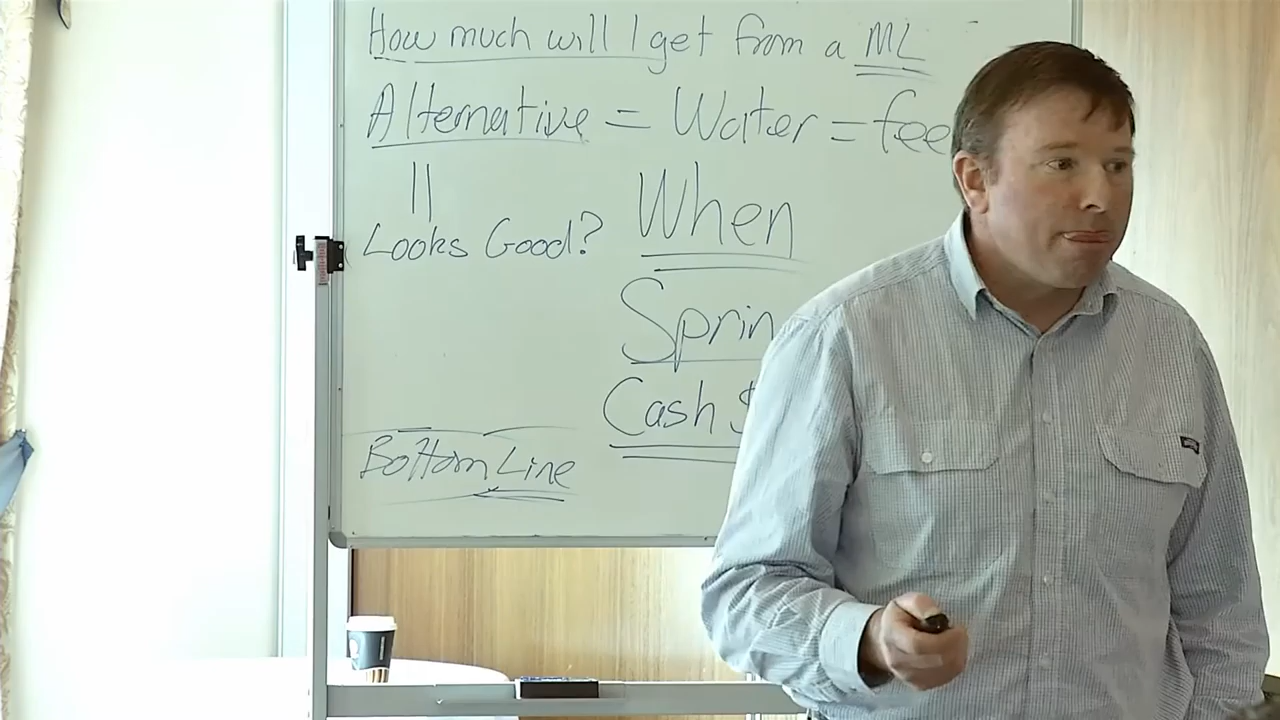 How much will I get from a ML
Alternative = Water = fee
||
Looks Good?
When
Sprin
Cash $
Bottom Line